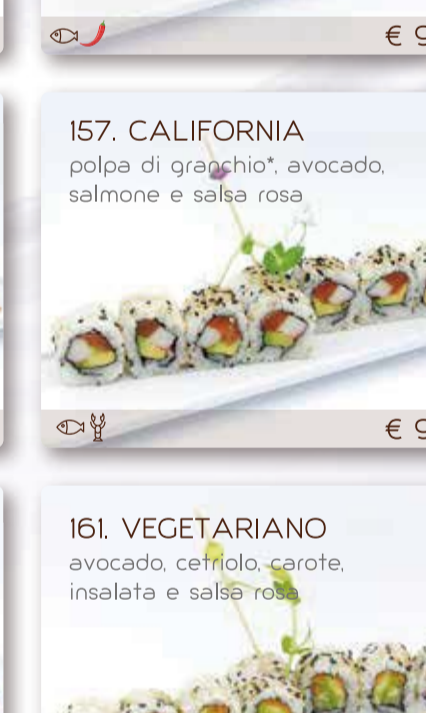 € 9
157. CALIFORNIA
polpa di granchio*, avocado,
salmone e salsa rosa
€ 9
161. VEGETARIANO
avocado, cetriolo, carote,
insalata e salsa rosa